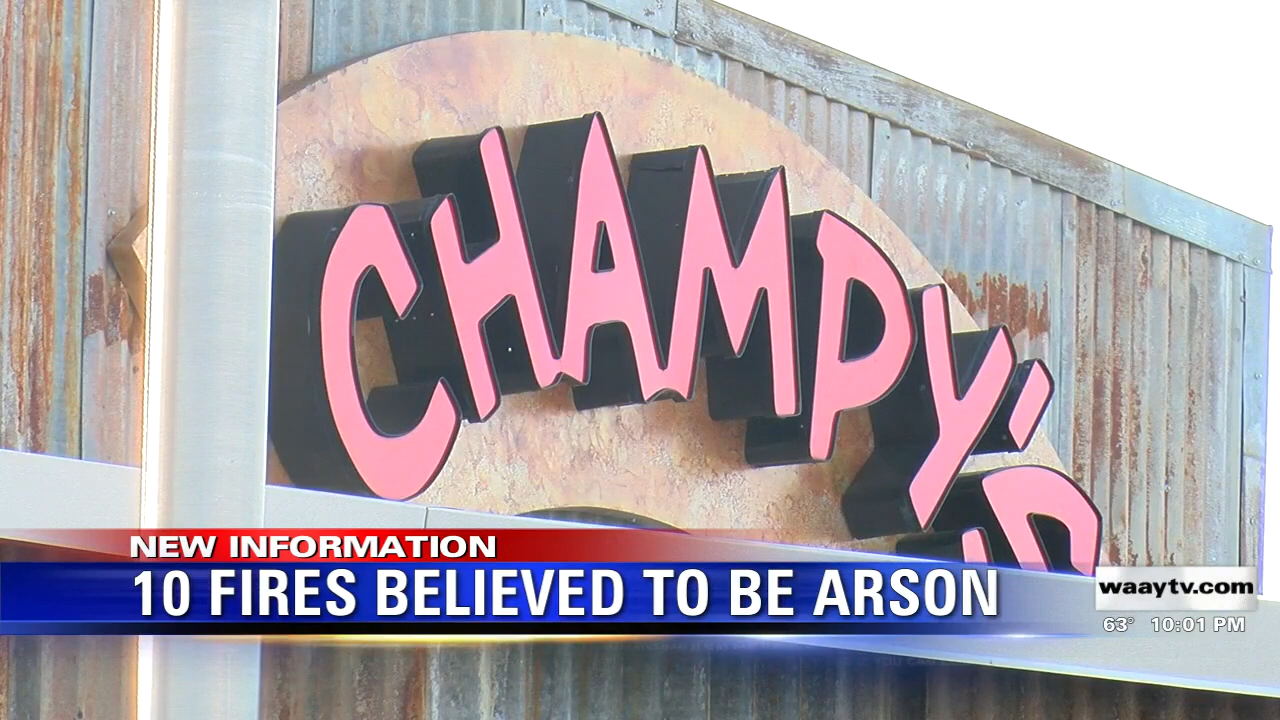 CHAMPY'S
NEW INFORMATION
10 FIRES BELIEVED TO BE ARSON
waaytv.com
63° 10:01 PM